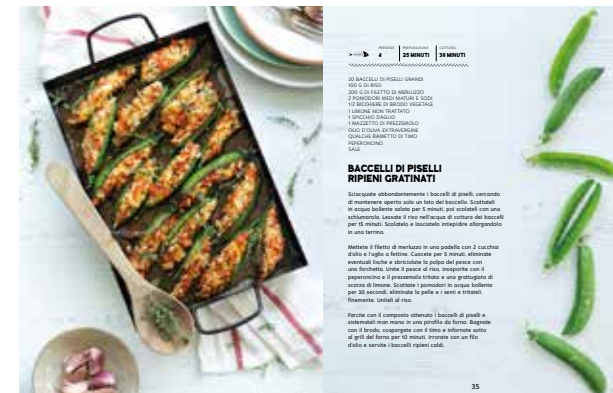 PERSONE PREPARAZIONE COTTURA
4 25 MINUTI 30 MINUTI
20 BACCELLI DI PISELLI GRANDI
100 G DI RISO
200 G DI FILETTO DI MERLUZZO
2 POMODORI MEDI MATURI E SODI
1/2 BICCHIERE DI BRODO VEGETALE
1 LIMONE NON TRATTATO
1 SPICCHIO D'AGLIO
1 MAZZETTO DI PREZZEMOLO
OLIO D'OLIVA EXTRAVERGINE
QUALCHE RAMETTO DI TIMO
PEPERONCINO
SALE
BACCELLI DI PISELLI
RIPIENI GRATINATI
Sciacquate abbondantemente i baccelli di piselli, cercando
di mantenere aperto solo un lato del baccello. Scottateli
in acqua bollente salata per 5 minuti, poi scolateli con una
schiumarola. Lessate il riso nell'acqua di cottura dei baccelli
per 15 minuti. Scolatelo e lasciatelo intiepidire allargandolo
in una terrina.
Mettete il filetto di merluzzo in una padella con 2 cucchiai
d'olio e l'aglio a fettine. Cuocete per 5 minuti, eliminate
eventuali lische e sbriciolate la polpa del pesce con
una forchetta. Unite il pesce al riso, insaporite con il
peperoncino e il prezzemolo tritato e una grattugiata di
scorza di limone. Scottate i pomodori in acqua bollente
per 30 secondi, eliminate la pelle e i semi e tritateli
finemente. Uniteli al riso.
Farcite con il composto ottenuto i baccelli di piselli e
sistemateli man mano in una pirofila da forno. Bagnate
con il brodo, cospargete con il timo e infornate sotto
al grill del forno per 10 minuti. Irrorate con un filo
d'olio e servite i baccelli ripieni caldi.
35